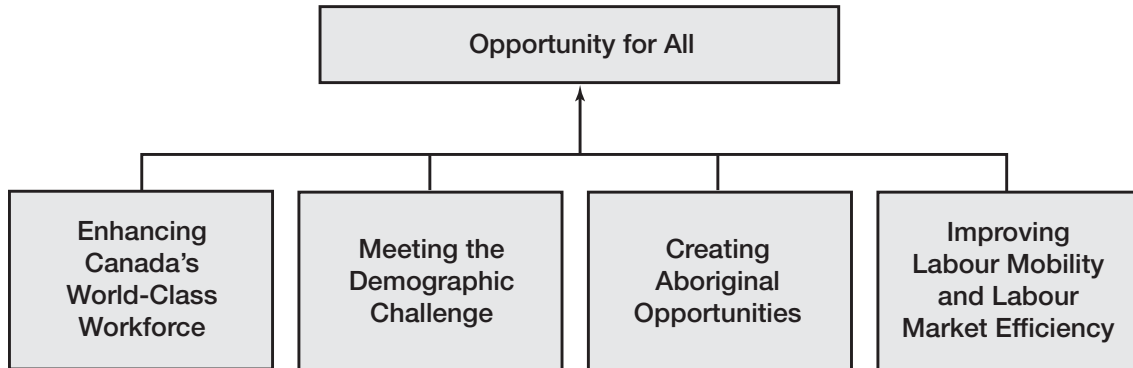 Opportunity for All
Enhancing
Canada’s
World-Class
Workforce
Meeting the
Demographic
Challenge
Creating
Aboriginal
Opportunities
Improving
Labour Mobility
and Labour
Market Efficiency